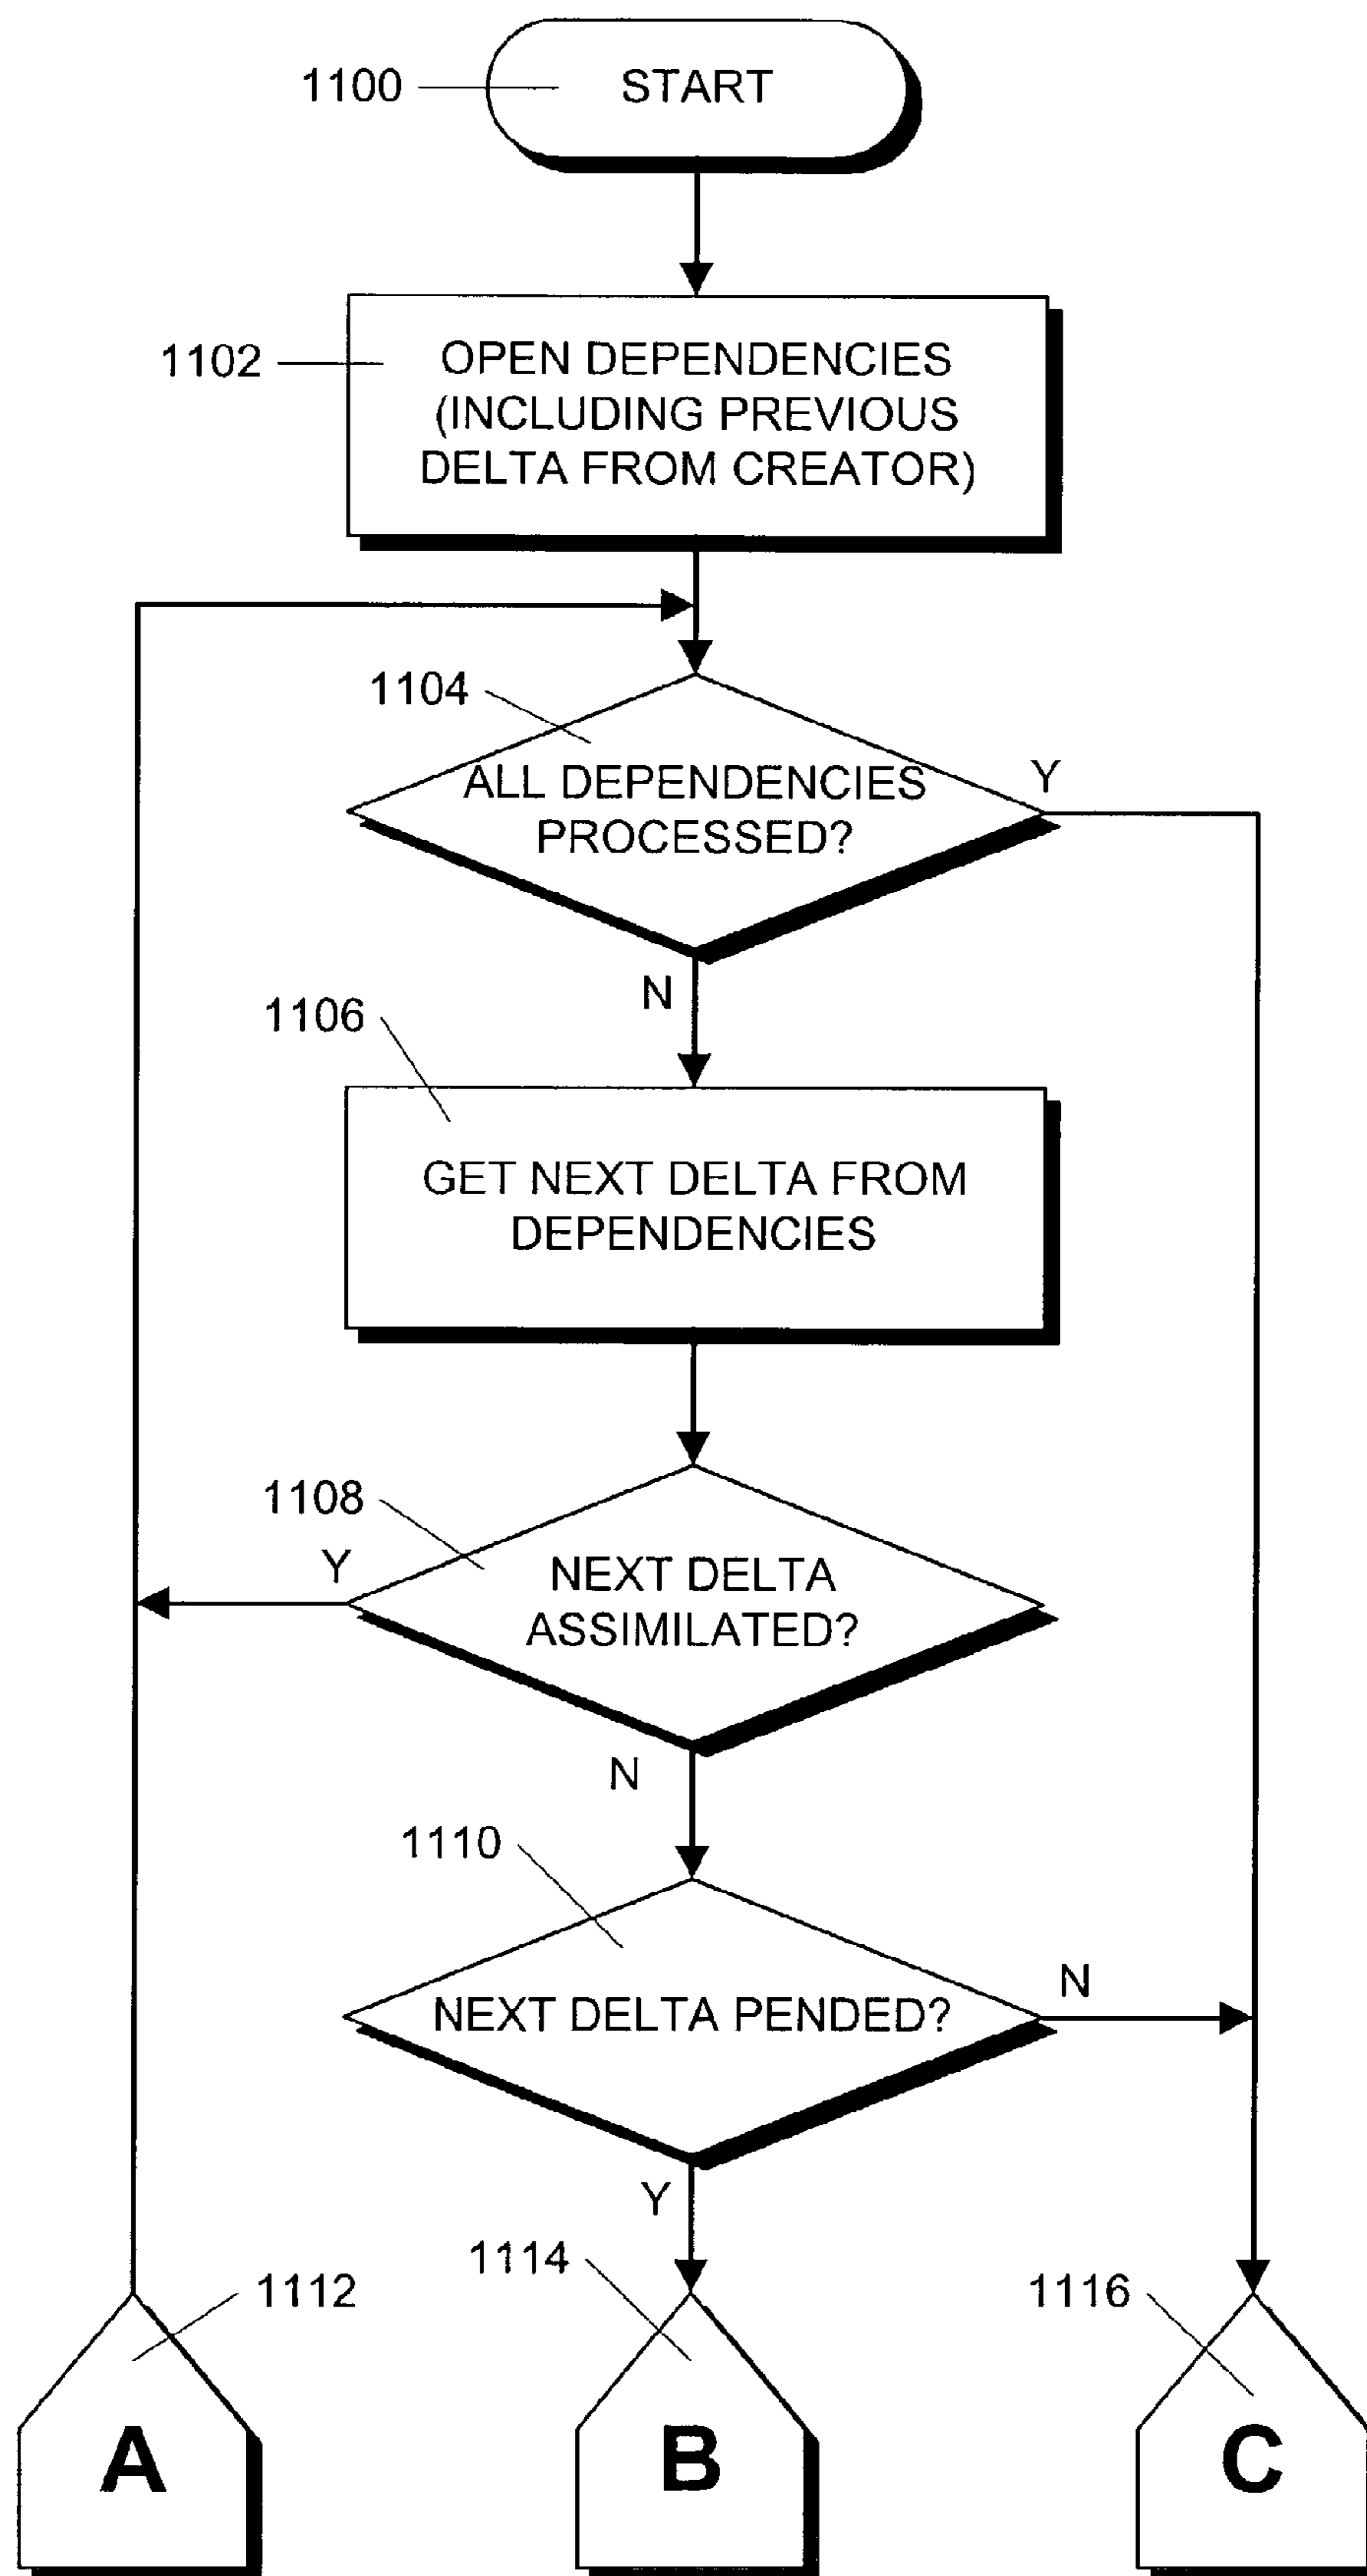 1100
START
1102
OPEN DEPENDENCIES
(INCLUDING PREVIOUS
DELTA FROM CREATOR)
1104
ALL DEPENDENCIES
PROCESSED?
Y
N
1106
GET NEXT DELTA FROM
DEPENDENCIES
1108
Y
NEXT DELTA
ASSIMILATED?
N
1110
NEXT DELTA PENDED?
N
Y
1112
1114
1116
A
B
C